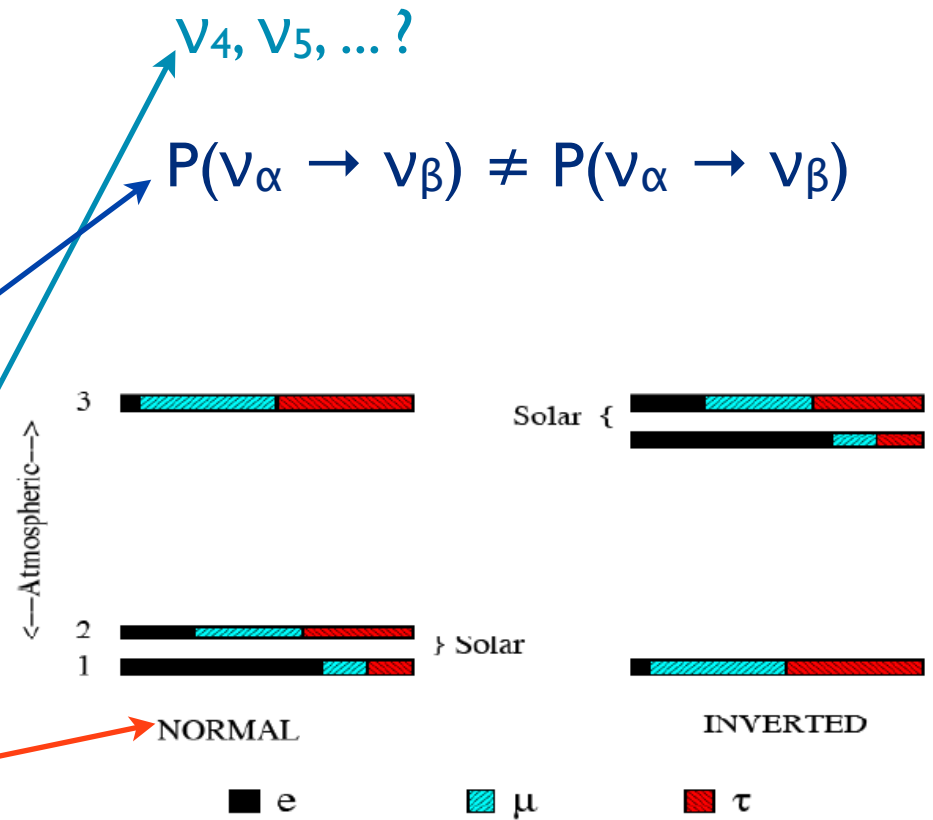 ν4, ν5, ... ?
P(να → νβ) ≠ P(να → νβ)
3
Solar {
<--Atmospheric-->
2
} Solar
1
NORMAL
INVERTED
e
μ
τ